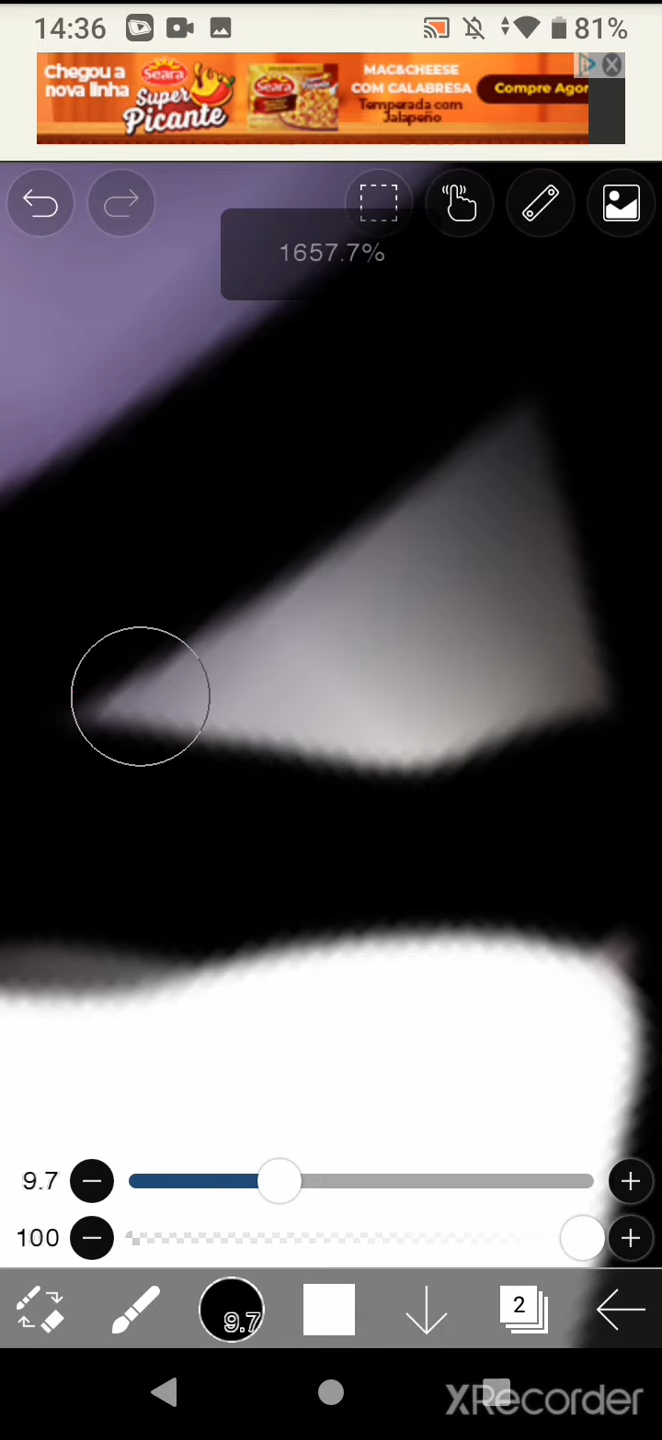 14:36
81%
Chegou a
nova linha
Seara
Super
Picante
Seara
MAC&CHEESE
COM CALABRESA
Temperada com
Jalapeño
Compre Agor
1657.7%
9.7
100
9.7
2
XRecorder